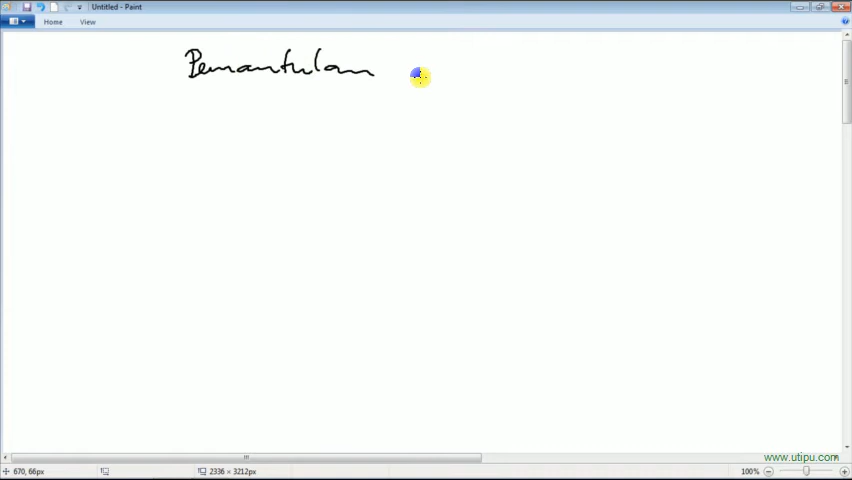 Untitled - Paint
Home View
Pemantulan
www.utipu.com
670, 66px
2336 × 3212px
100%